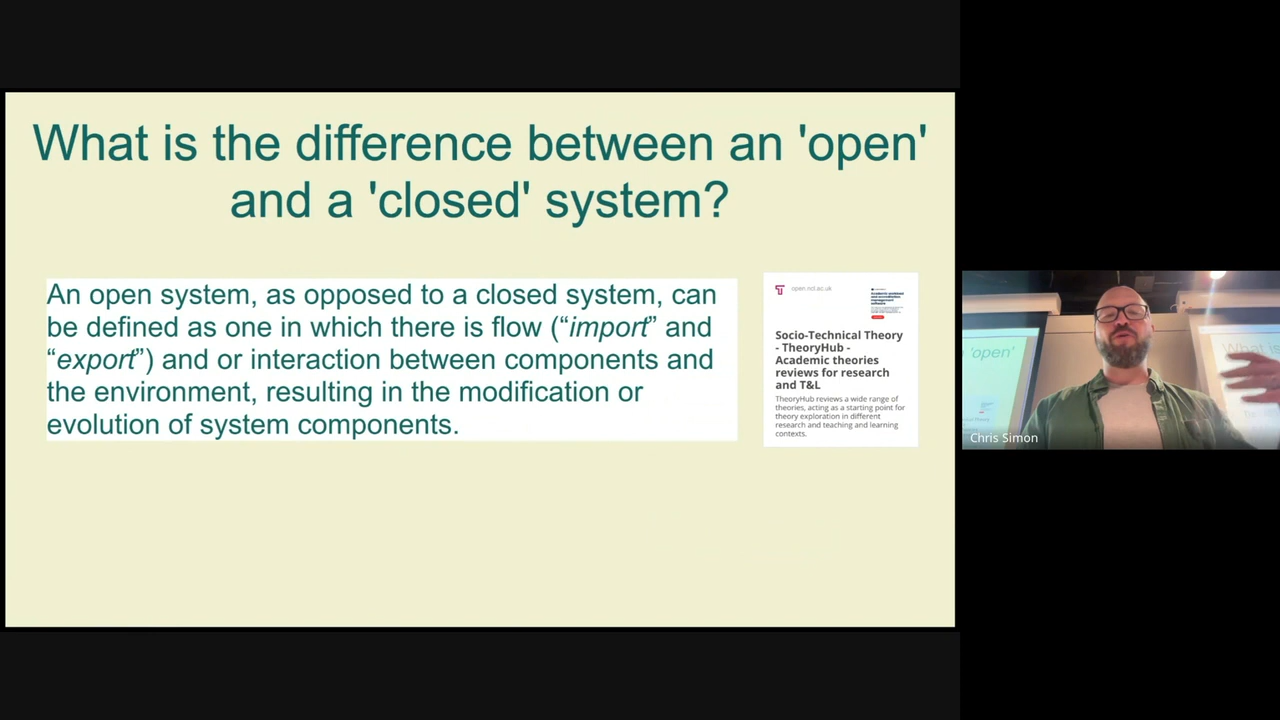 What is the difference between an 'open'
and a 'closed' system?
An open system, as opposed to a closed system, can
be defined as one in which there is flow (“import” and
“export”) and or interaction between components and
the environment, resulting in the modification or
evolution of system components.
open.ncl.ac.uk
Socio-Technical Theory
- TheoryHub -
Academic theories
reviews for research
and T&L
TheoryHub reviews a wide range of
theories, acting as a starting point for
theory exploration in different
research and teaching and learning
contexts.
'open'
What is
Chris Simon